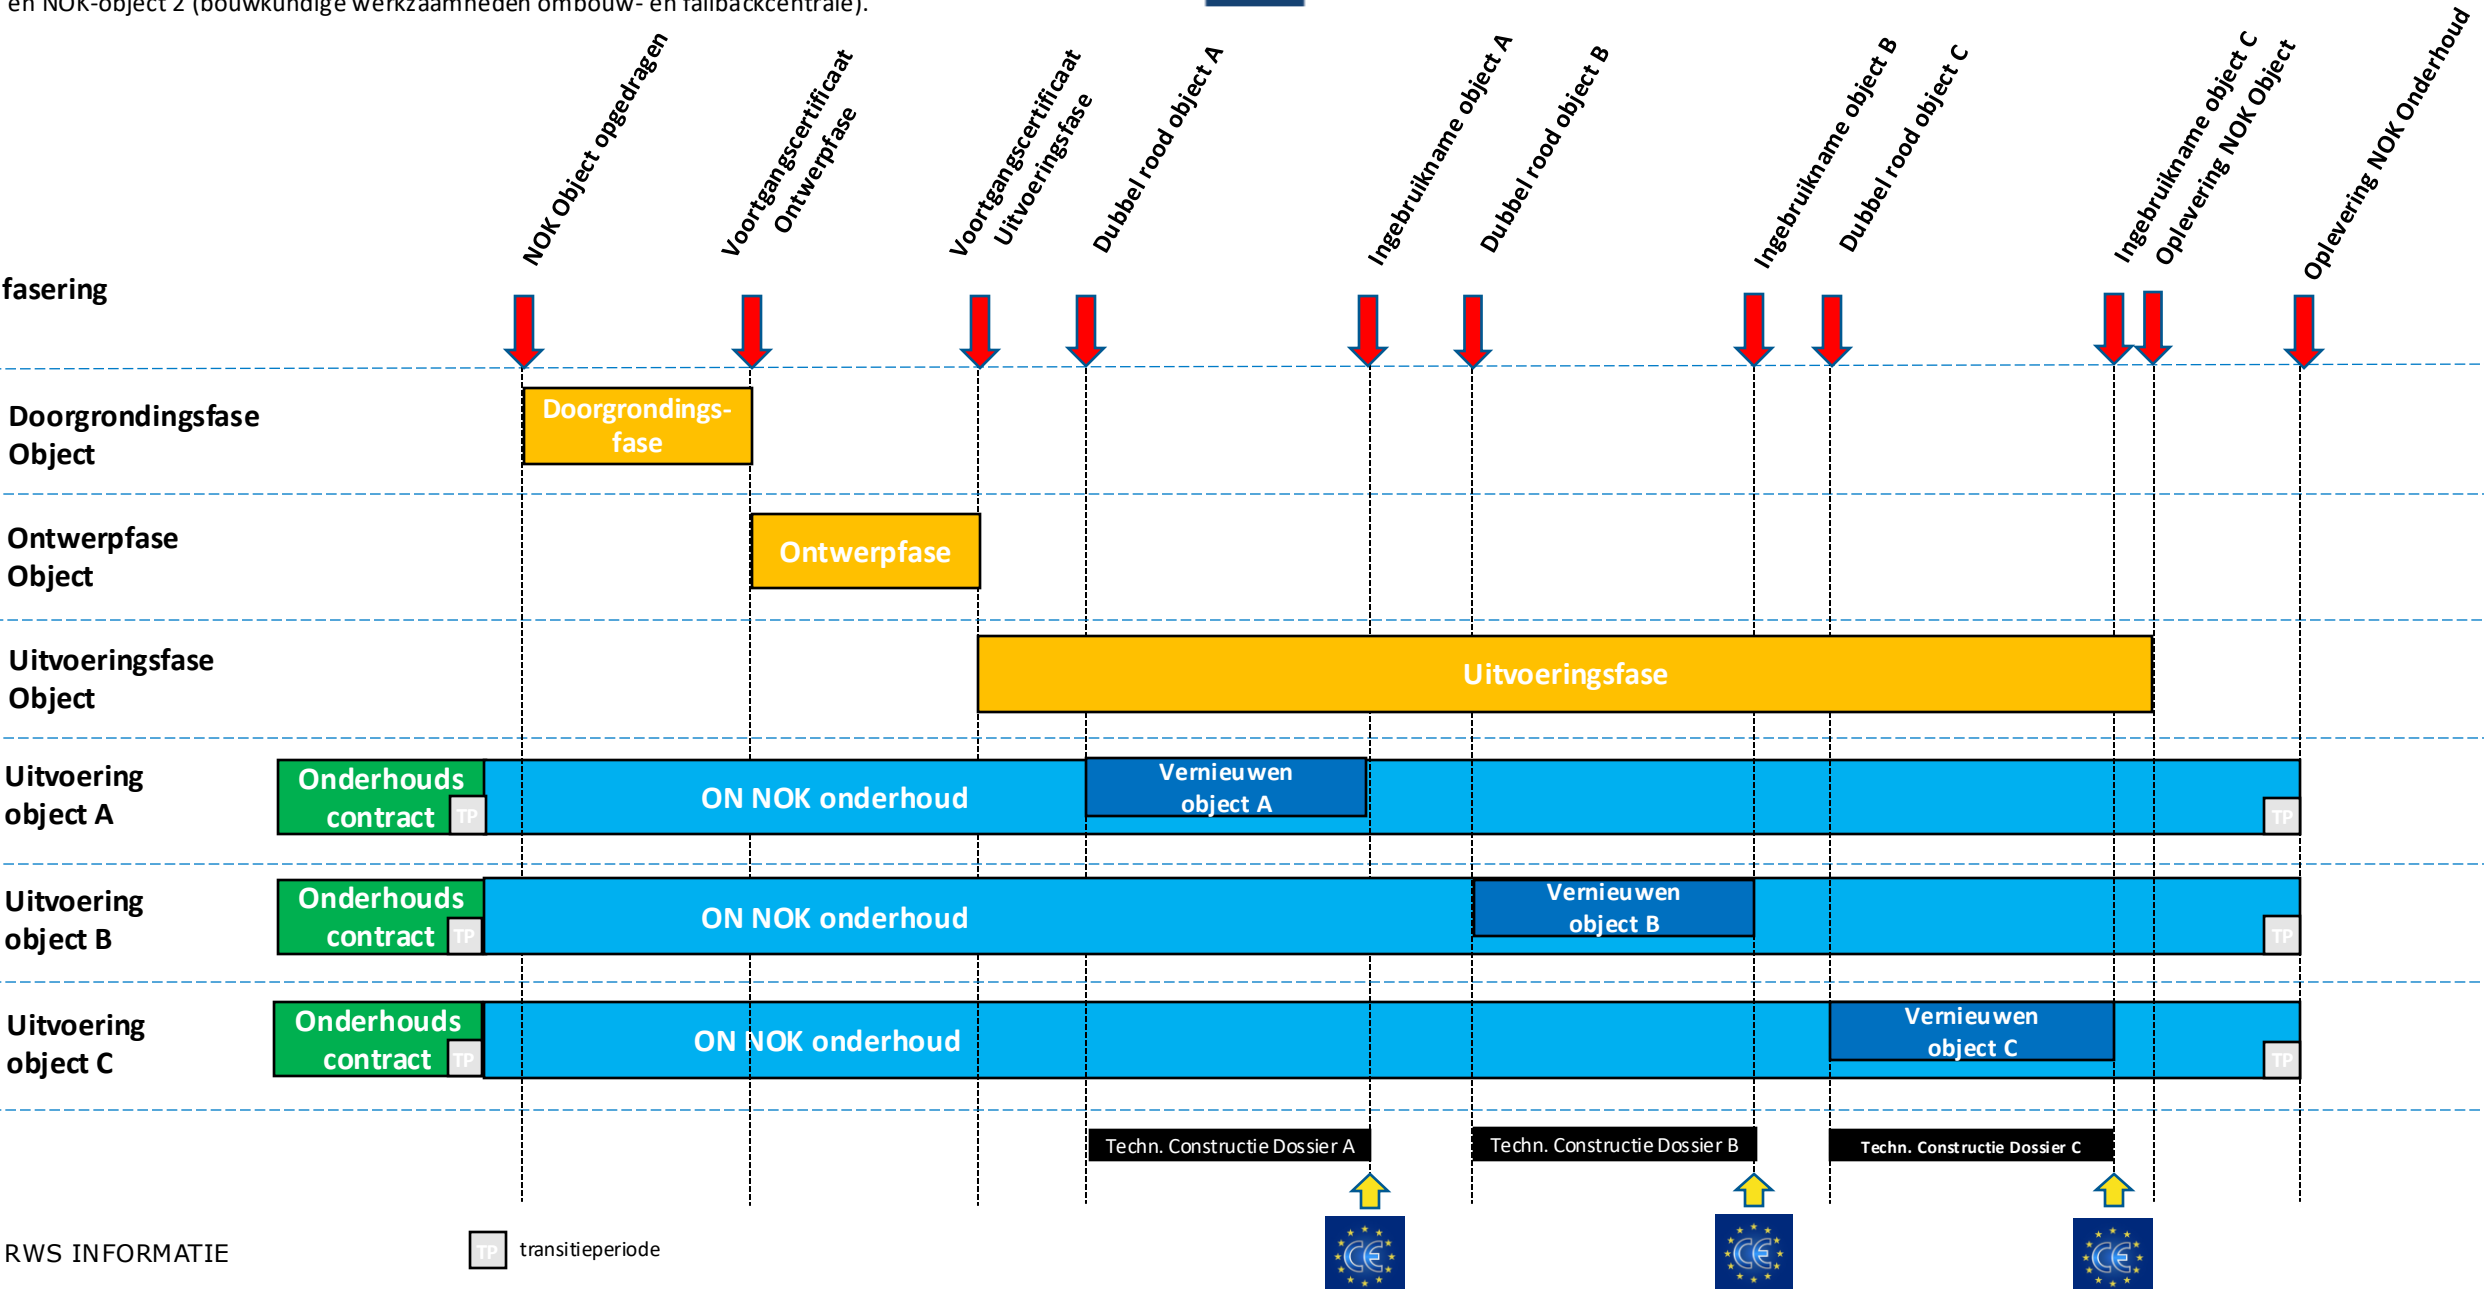 en NOK-object 2 (bouwkundige werkzaamheden ombouw- en fallbackcentrale).
NOK Object opgedragen
Voortgangscertificaat
Ontwerpfase
Voortgangscertificaat
Uitvoeringsfase
Dubbel rood object A
Ingebruikname object A
Dubbel rood object B
Ingebruikname object B
Dubbel rood object C
Ingebruikname object C
Oplevering NOK Object
Oplevering NOK Onderhoud
fasering
Doorgrondingsfase
Object
Doorgrondings-
fase
Ontwerpfase
Object
Ontwerpfase
Uitvoeringsfase
Object
Uitvoeringsfase
Uitvoering
object A
Onderhouds
contract
TP
ON NOK onderhoud
Vernieuwen
object A
TP
Uitvoering
object B
Onderhouds
contract
TP
ON NOK onderhoud
Vernieuwen
object B
TP
Uitvoering
object C
Onderhouds
contract
TP
ON NOK onderhoud
Vernieuwen
object C
TP
Techn. Constructie Dossier A
Techn. Constructie Dossier B
Techn. Constructie Dossier C
RWS INFORMATIE
TP
transitieperiode
CE
CE
CE